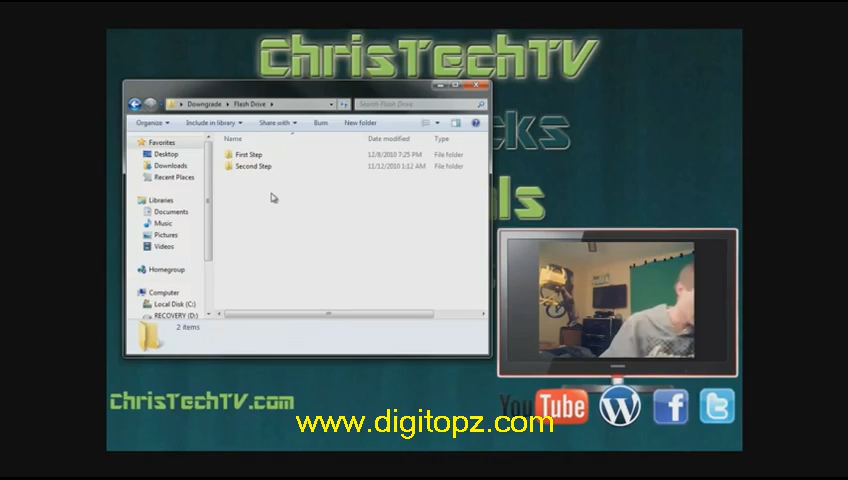 ChrisTechTV
Downgrade
Flash Drive
Search Flash Drive
Organize
Include in library
Share with
Burn
New folder
cks
Favorites
Desktop
Downloads
Recent Places
Libraries
Documents
Music
Pictures
Videos
Homegroup
Computer
Local Disk (C:)
RECOVERY (D:)
Name
Date modified
Type
First Step
12/8/2010 7:25 PM
File folder
Second Step
11/12/2010 1:12 AM
File folder
ls
2 items
ChrisTechTV.com
YouTube
W
f
t
www.digitopz.com